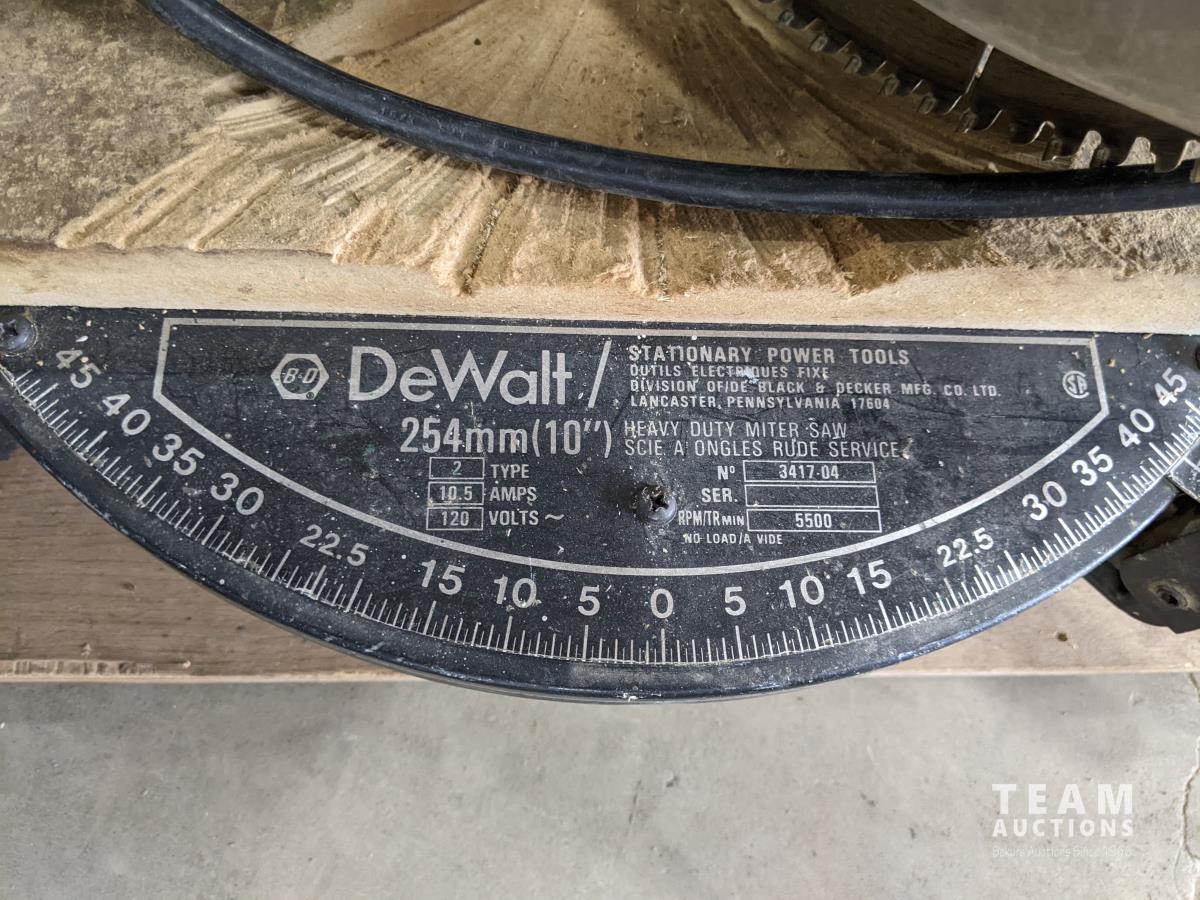 B-D
DeWalt / STATIONARY POWER TOOLS
OUTILS ELECTRIQUES FIXE
DIVISION OF/DE BLACK & DECKER MFG. CO. LTD.
LANCASTER, PENNSYLVANIA 17604
254mm(10") HEAVY DUTY MITER SAW
SCIE A ONGLES RUDE SERVICE
2 TYPE
10.5 AMPS
120 VOLTS ~
Nº 3417-04
SER.
RPM/TR MIN 5500
NO LOAD/A VIDE
SA
45 40 35 30 22.5 15 10 5 0 5 10 15 22.5 30 35 40 45
TEAM
AUCTIONS
Auctions Since